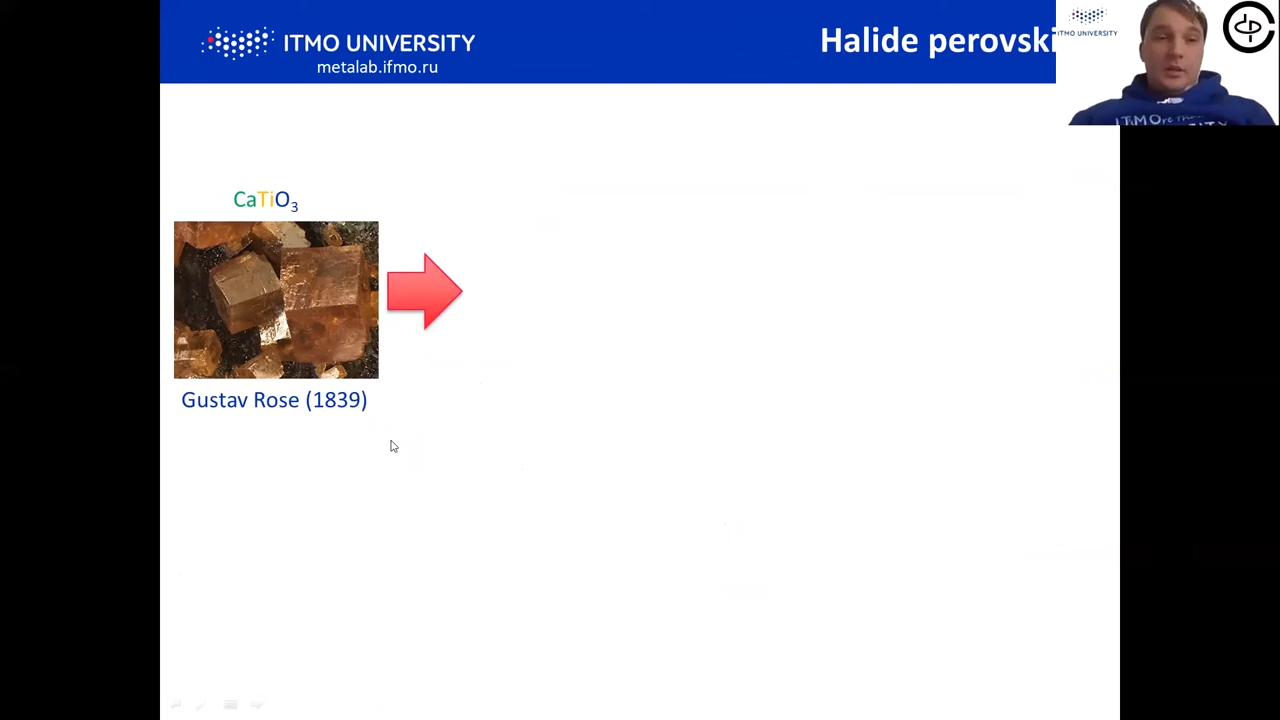 ITMO UNIVERSITY
metalab.ifmo.ru
Halide perovski
ITMO UNIVERSITY
CaTiO₃
Gustav Rose (1839)